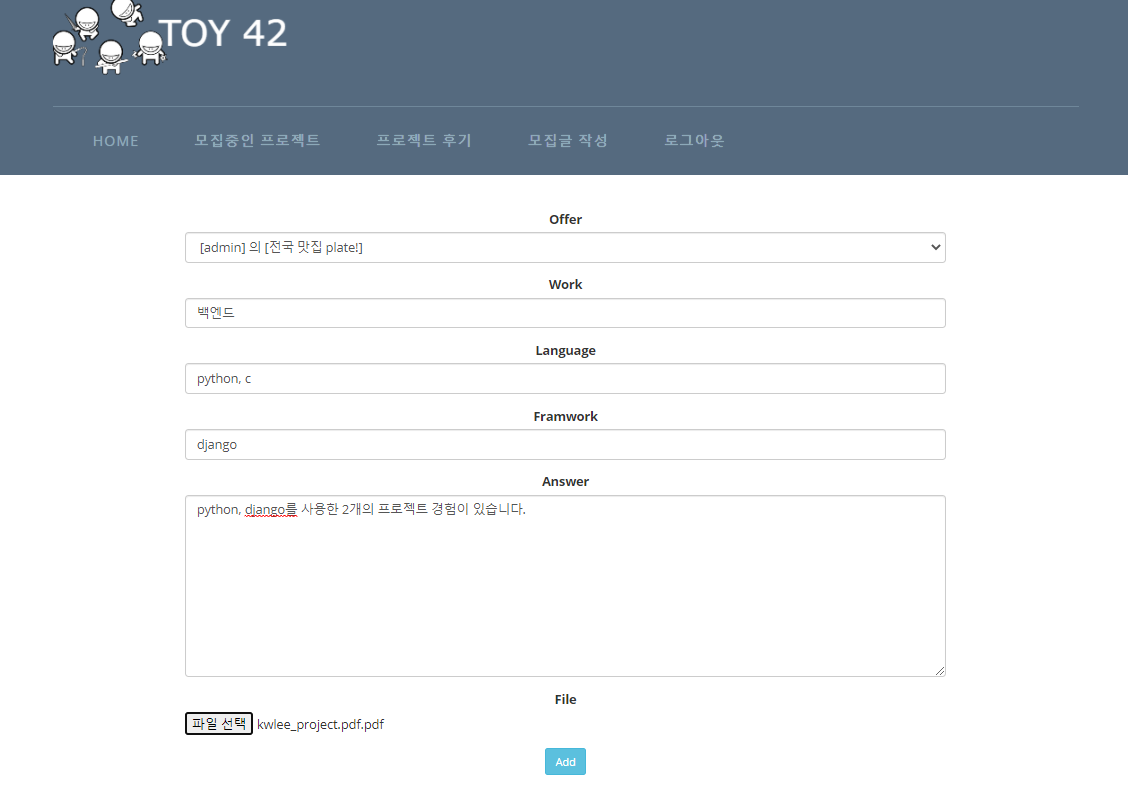 TOY 42
HOME 모집중인 프로젝트 프로젝트 후기 모집글 작성 로그아웃
Offer
[admin] 의 [전국 맛집 plate!]
Work
백엔드
Language
python, c
Framwork
django
Answer
python, django를 사용한 2개의 프로젝트 경험이 있습니다.
File
파일 선택 kwlee_project.pdf.pdf
Add